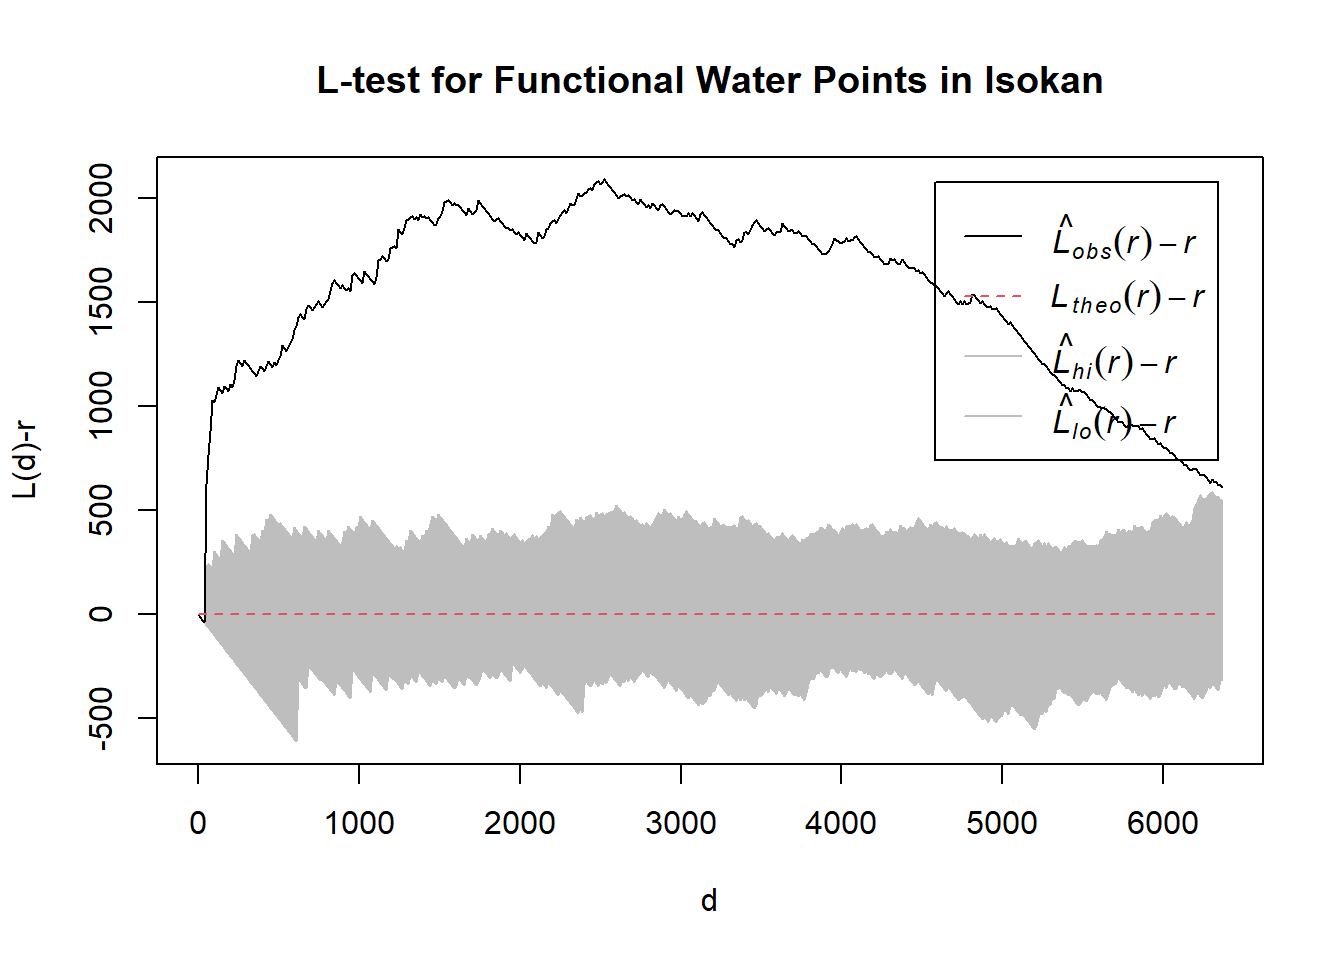 L-test for Functional Water Points in Isokan
L(d)-r
2000
1500
1000
500
0
-500
L̂obs(r) – r
Ltheo(r) – r
L̂hi(r) – r
L̂lo(r) – r
0 1000 2000 3000 4000 5000 6000
d